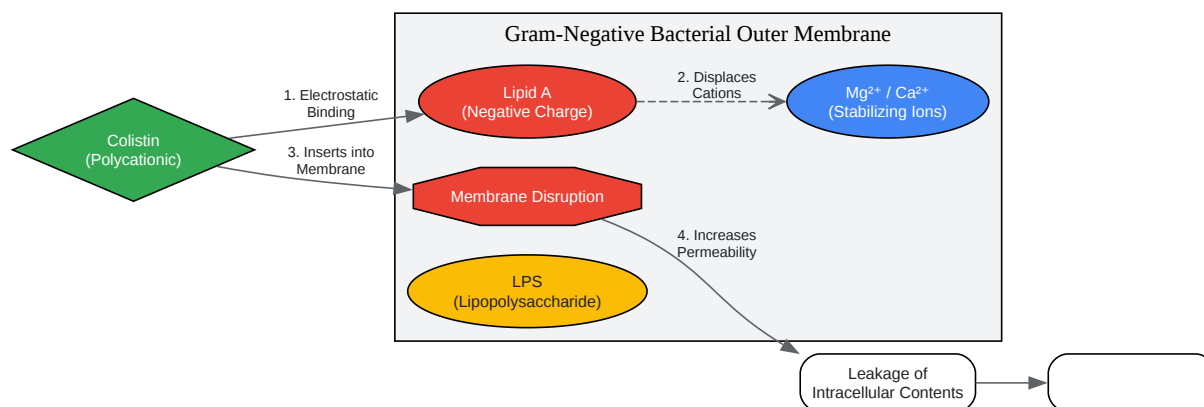 Gram-Negative Bacterial Outer Membrane
Colistin
(Polycationic)
1. Electrostatic
Binding
Lipid A
(Negative Charge)
2. Displaces
Cations
Mg²⁺ / Ca²⁺
(Stabilizing Ions)
3. Inserts into
Membrane
Membrane Disruption
4. Increases
Permeability
LPS
(Lipopolysaccharide)
Leakage of
Intracellular Contents